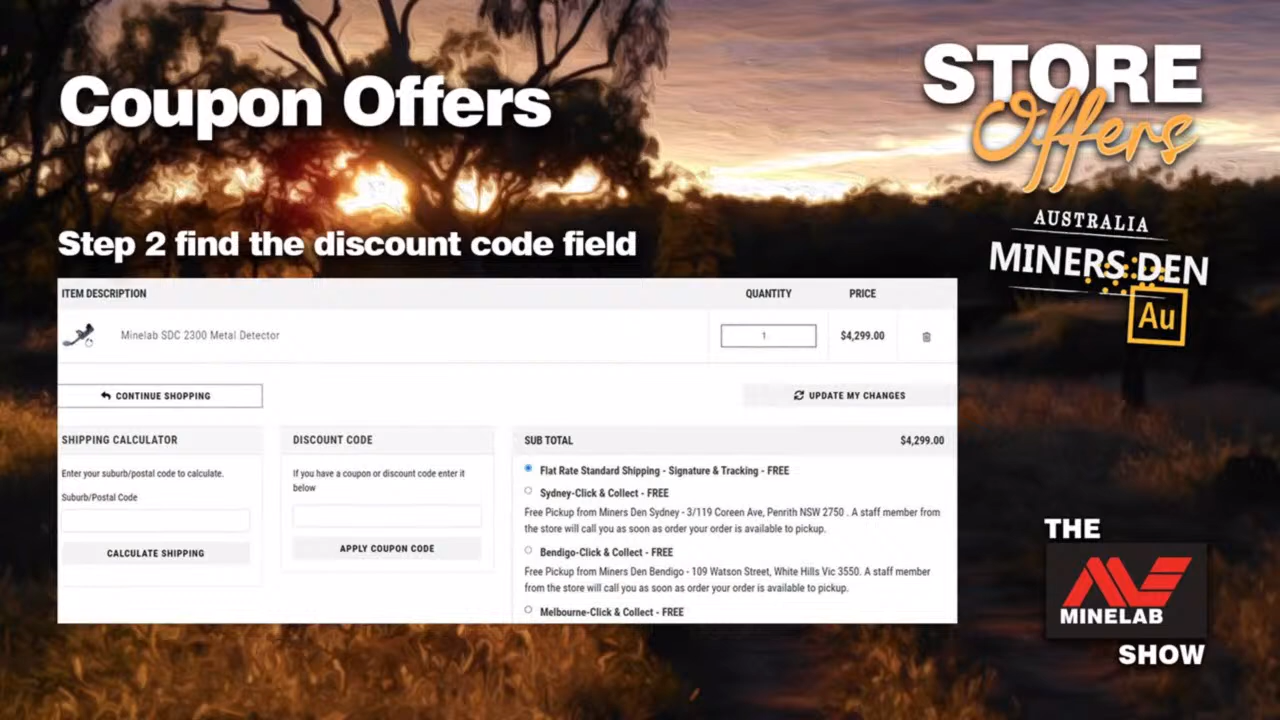 Coupon Offers
STORE
Offers
AUSTRALIA
MINERS DEN
Au
Step 2 find the discount code field
ITEM DESCRIPTION QUANTITY PRICE
Minelab SDC 2300 Metal Detector 1 $4,299.00
CONTINUE SHOPPING UPDATE MY CHANGES
SHIPPING CALCULATOR
Enter your suburb/postal code to calculate.
Suburb/Postal Code
CALCULATE SHIPPING
DISCOUNT CODE
If you have a coupon or discount code enter it
below
APPLY COUPON CODE
SUB TOTAL $4,299.00
Flat Rate Standard Shipping - Signature & Tracking - FREE
Sydney-Click & Collect - FREE
Free Pickup from Miners Den Sydney - 3/119 Coreen Ave, Penrith NSW 2750 . A staff member from
the store will call you as soon as order your order is available to pickup.
Bendigo-Click & Collect - FREE
Free Pickup from Miners Den Bendigo - 109 Watson Street, White Hills Vic 3550. A staff member
from the store will call you as soon as order your order is available to pickup.
Melbourne-Click & Collect - FREE
THE
MINELAB
SHOW